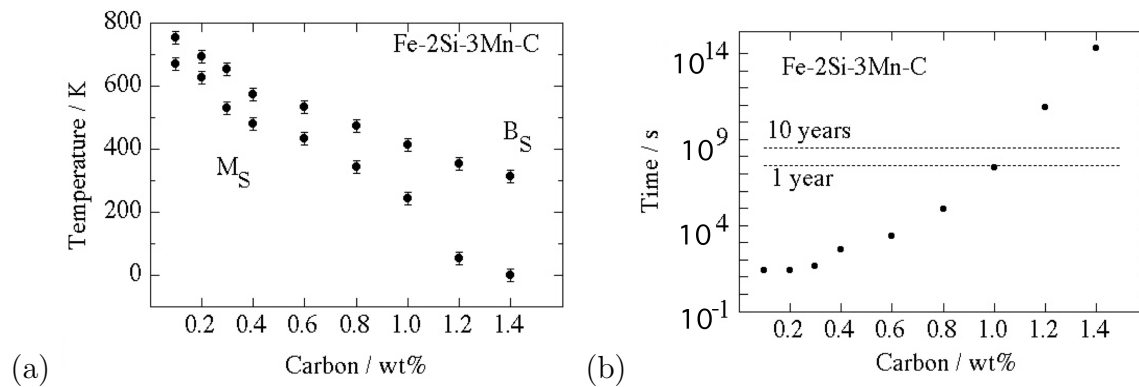 800
600
400
200
0
Temperature / K
Fe-2Si-3Mn-C
M_S
B_S
0.2 0.4 0.6 0.8 1.0 1.2 1.4
Carbon / wt%
(a)
10^14
10^9
10^4
10^-1
Time / s
Fe-2Si-3Mn-C
10 years
1 year
0.2 0.4 0.6 0.8 1.0 1.2 1.4
Carbon / wt%
(b)